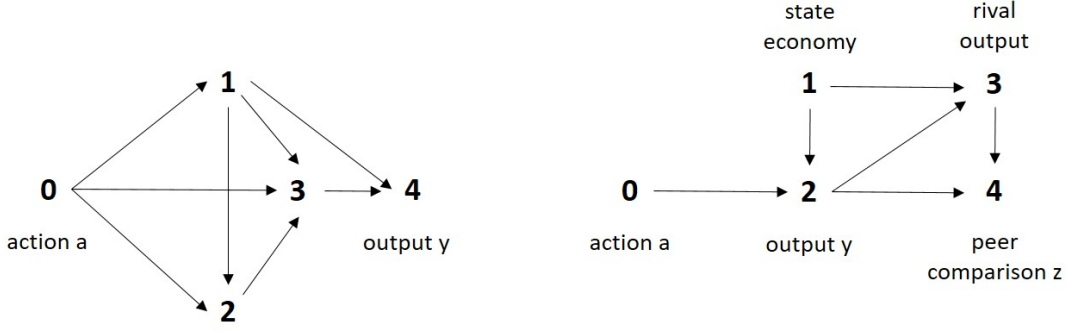 1
0
3
4
action a
output y
2
state
economy
rival
output
1
3
0
2
4
action a
output y
peer
comparison z